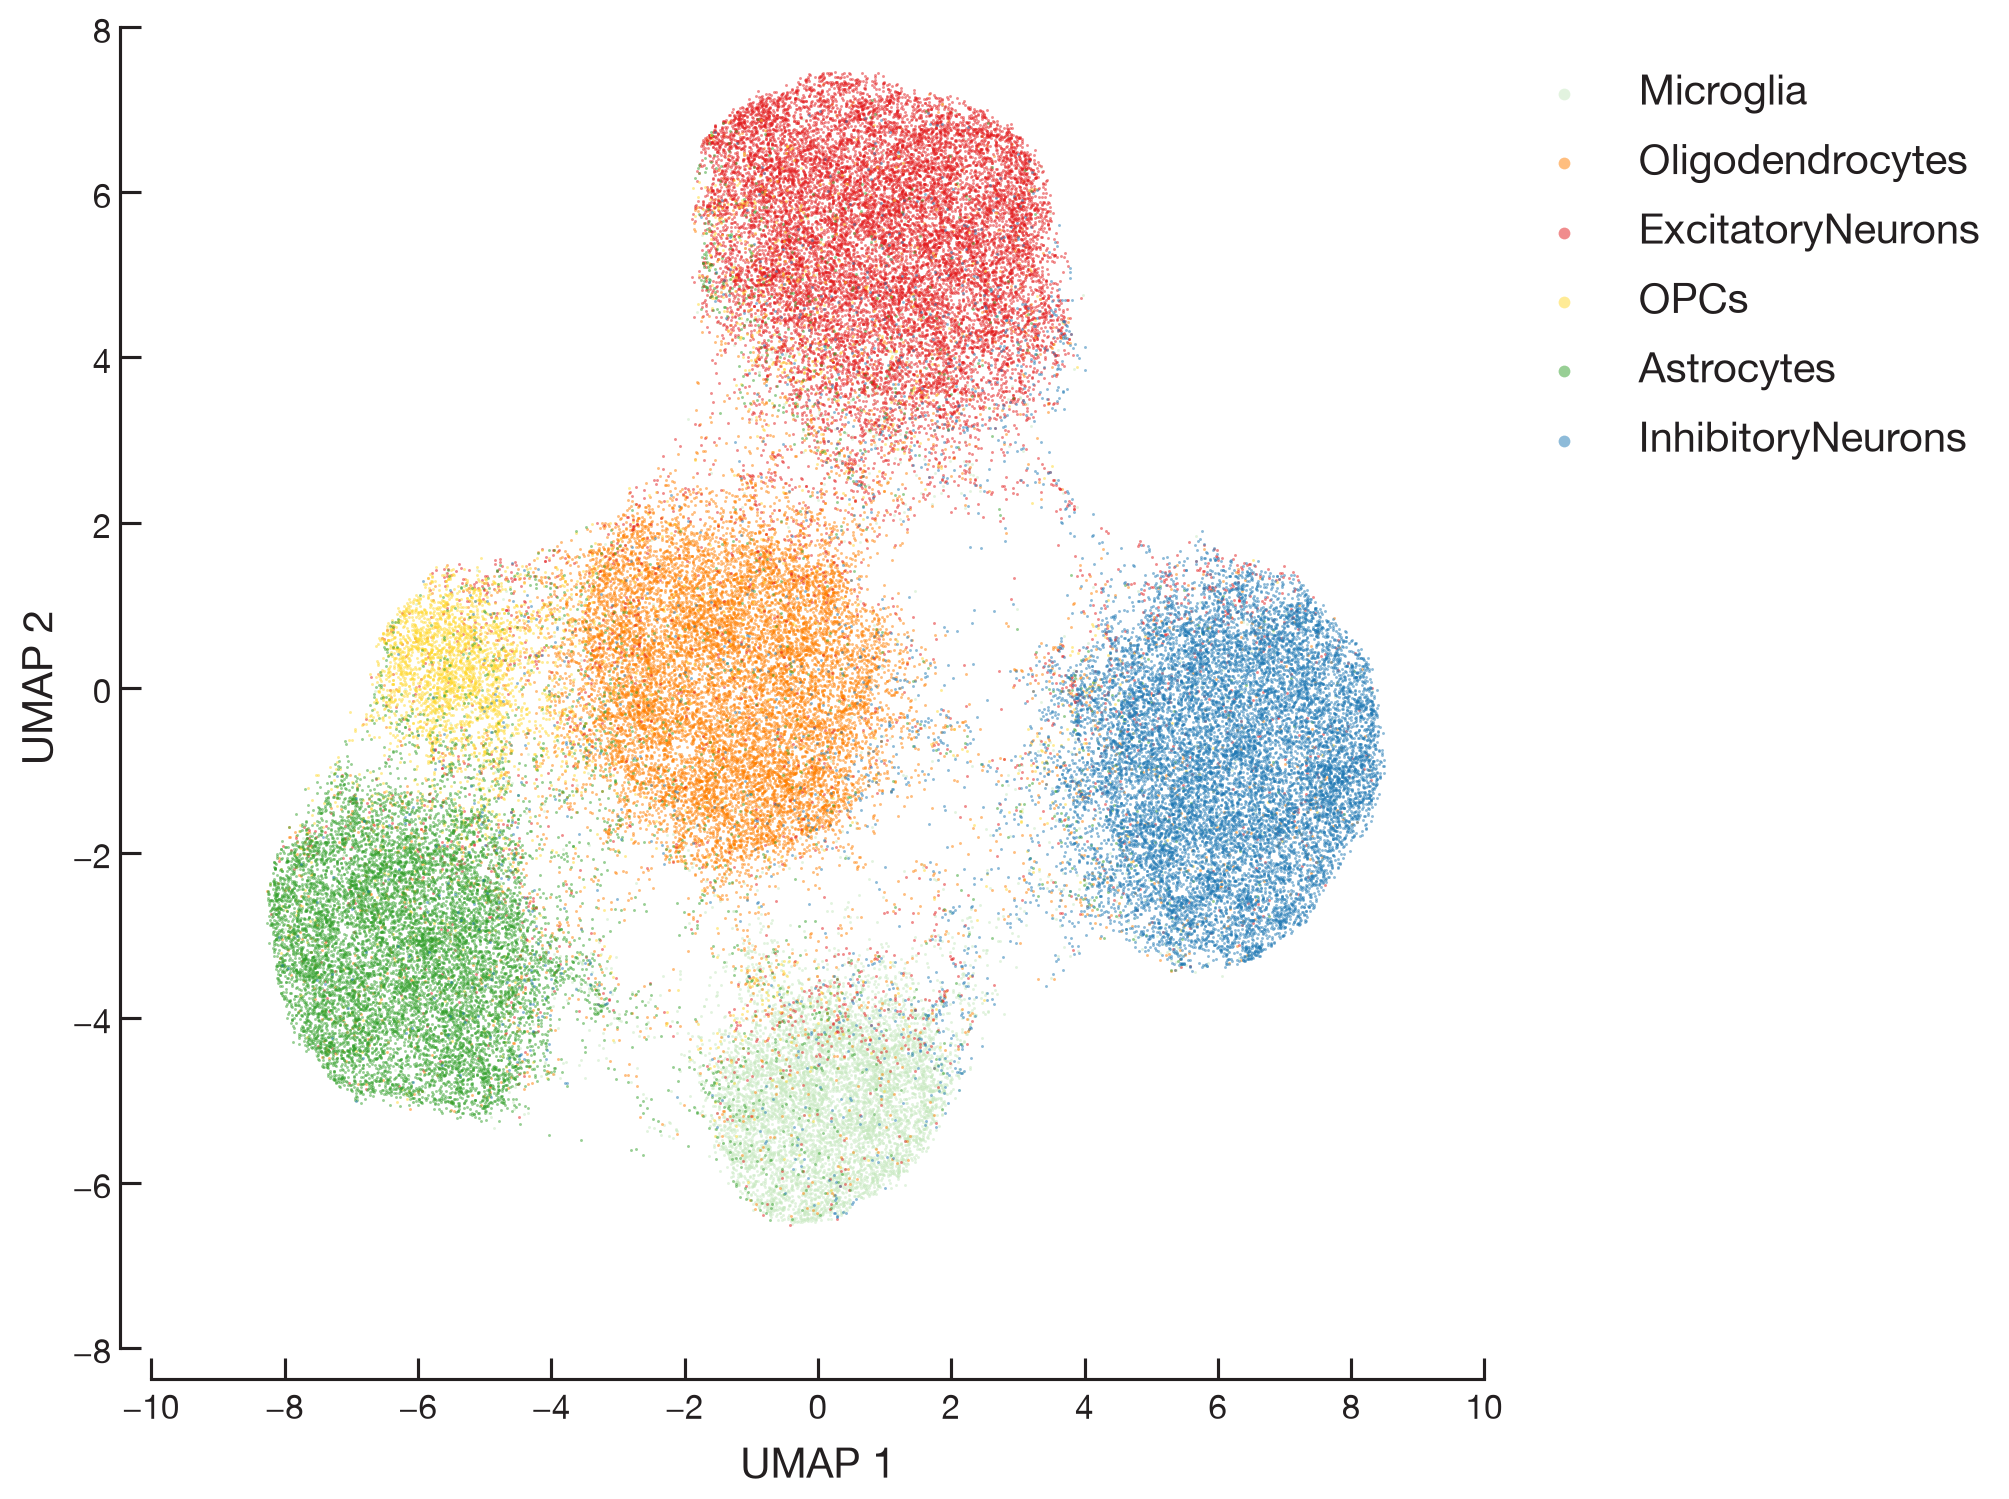 8
6
4
2
0
−2
−4
−6
−8
UMAP 2
−10 −8 −6 −4 −2 0 2 4 6 8 10
UMAP 1
Microglia
Oligodendrocytes
ExcitatoryNeurons
OPCs
Astrocytes
InhibitoryNeurons